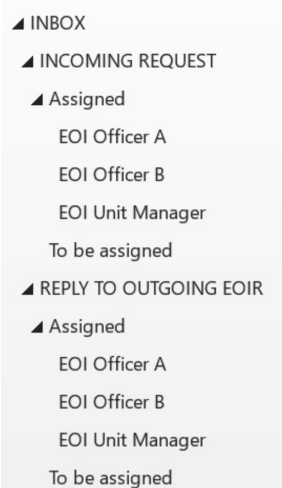 INBOX
INCOMING REQUEST
Assigned
EOI Officer A
EOI Officer B
EOI Unit Manager
To be assigned
REPLY TO OUTGOING EOIR
Assigned
EOI Officer A
EOI Officer B
EOI Unit Manager
To be assigned